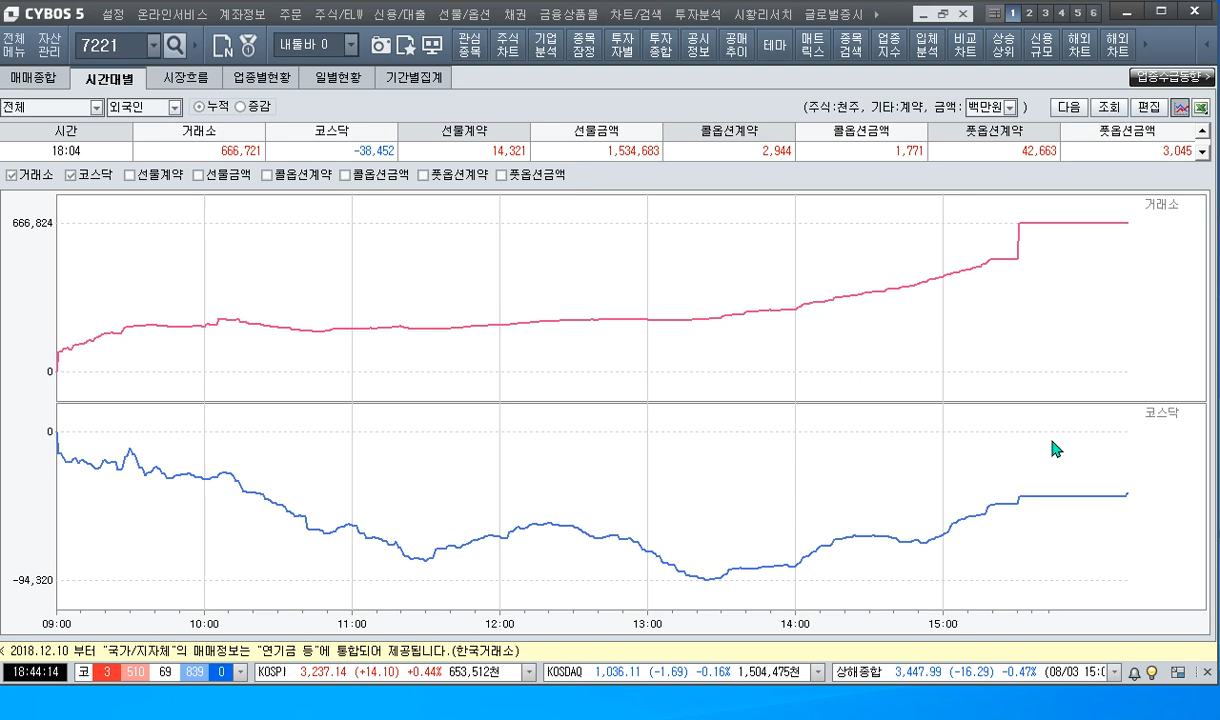 CYBOS 5 설정 온라인서비스 계좌정보 주문 주식/ELW 신용/대출 선물/옵션 채권 금융상품몰 차트/검색 투자분석 시황리서치 글로벌증시 1 2 3 4 5 6
전체메뉴 자산관리 7221 내툴바 0 관심종목 주식차트 기업분석 종목잠정 투자자별 투자종합 공시정보 공매추이 테마 매트릭스 종목검색 업종지수 입체분석 비교차트 상승상위 신용규모 해외차트 해외차트
매매종합 시간대별 시장흐름 업종별현황 일별현황 기간별집계 업종수급동향 >
전체 외국인 누적 증감 (주식:천주, 기타:계약, 금액: 백만원 ) 다음 조회 편집
시간 거래소 코스닥 선물계약 선물금액 콜옵션계약 콜옵션금액 풋옵션계약 풋옵션금액
18:04 666,721 -38,452 14,321 1,534,683 2,944 1,771 42,663 3,045
거래소 코스닥 선물계약 선물금액 콜옵션계약 콜옵션금액 풋옵션계약 풋옵션금액
거래소
666,824
0
코스닥
0
-94,320
09:00 10:00 11:00 12:00 13:00 14:00 15:00
< 2018.12.10 부터 "국가/지자체"의 매매정보는 "연기금 등"에 통합되어 제공됩니다.(한국거래소)
18:44:14 코 3 510 69 839 0 KOSPI 3,237.14 (+14.10) +0.44% 653,512천 KOSDAQ 1,036.11 (-1.69) -0.16% 1,504,475천 상해종합 3,447.99 (-16.29) -0.47% (08/03 15:0